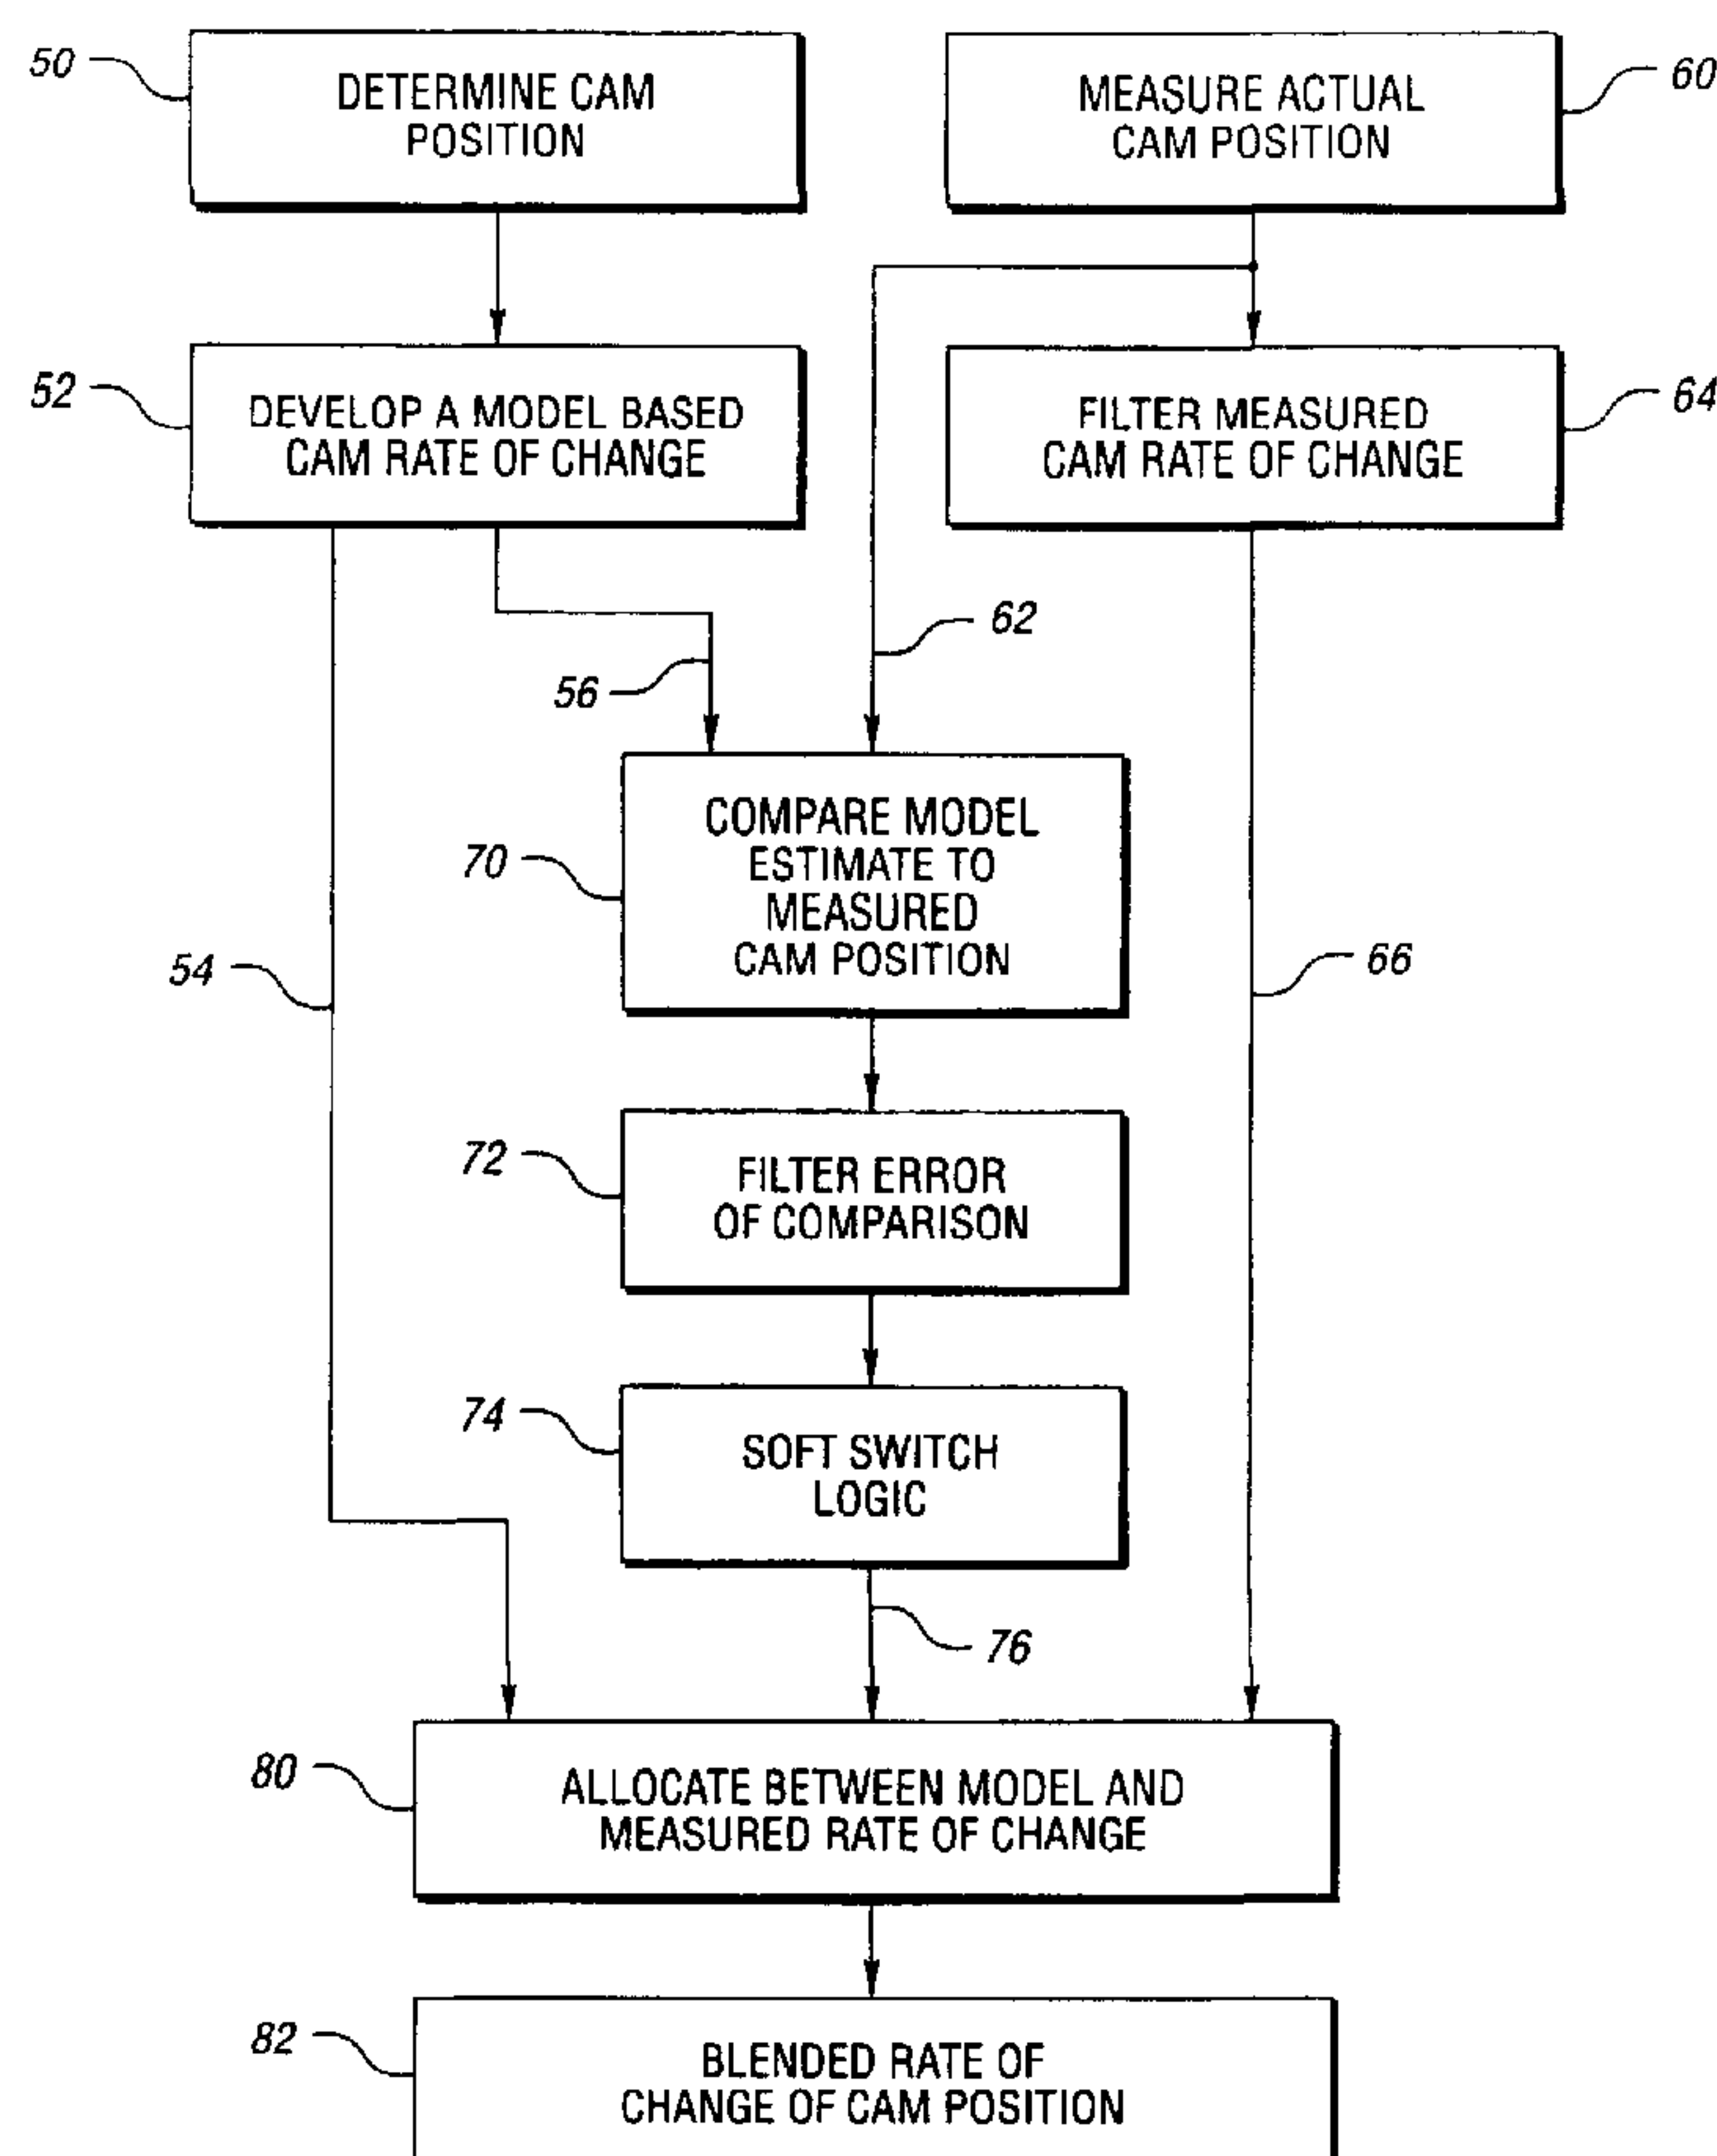 50
DETERMINE CAM
POSITION
MEASURE ACTUAL
CAM POSITION
60
52
DEVELOP A MODEL BASED
CAM RATE OF CHANGE
FILTER MEASURED
CAM RATE OF CHANGE
64
62
56
70
COMPARE MODEL
ESTIMATE TO
MEASURED
CAM POSITION
54
66
72
FILTER ERROR
OF COMPARISON
74
SOFT SWITCH
LOGIC
76
80
ALLOCATE BETWEEN MODEL AND
MEASURED RATE OF CHANGE
82
BLENDED RATE OF
CHANGE OF CAM POSITION